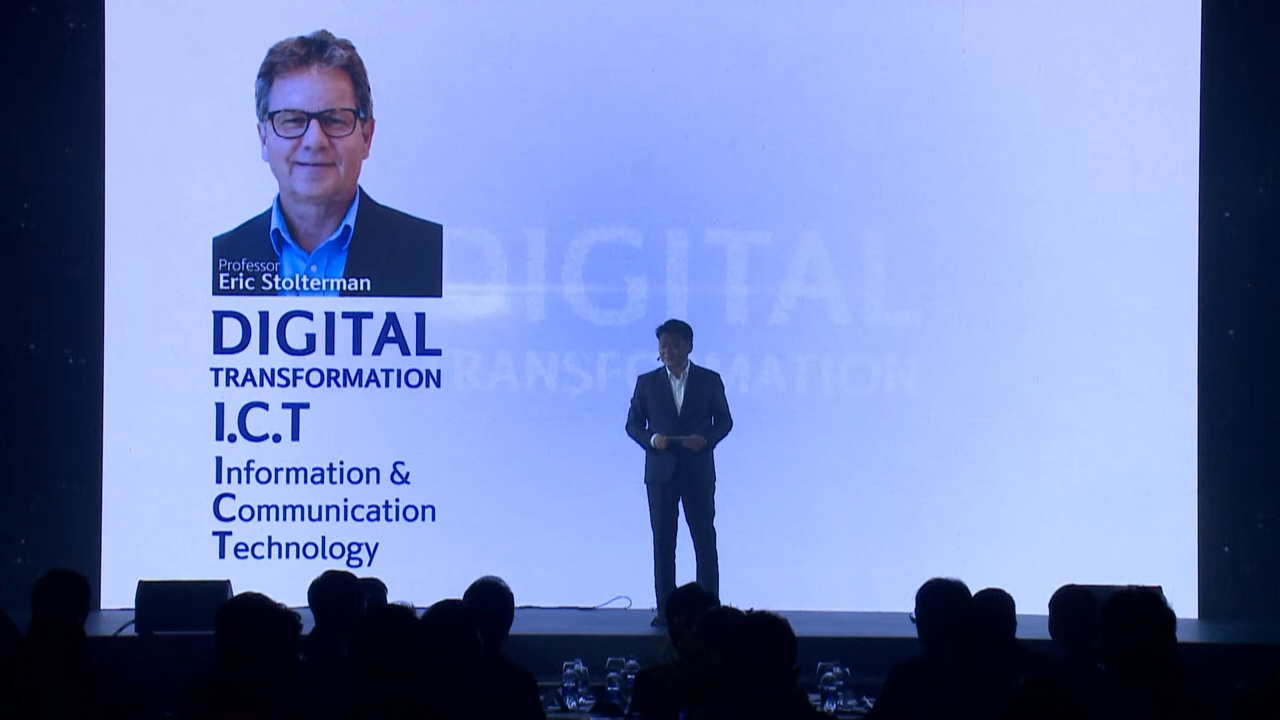 Professor
Eric Stolterman
DIGITAL
TRANSFORMATION
I.C.T
Information &
Communication
Technology
DIGITAL
TRANSFORMATION